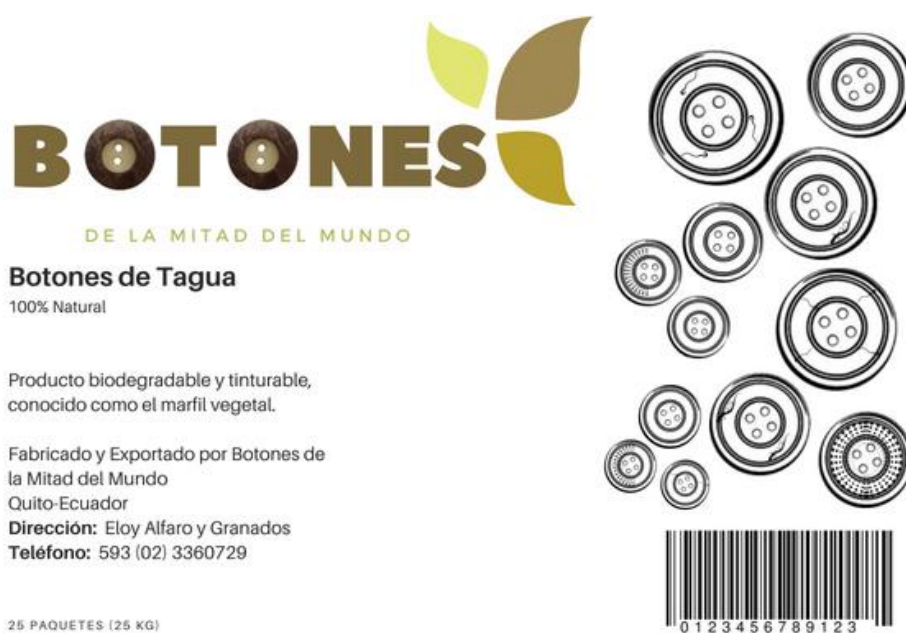 BOTONES
DE LA MITAD DEL MUNDO
Botones de Tagua
100% Natural
Producto biodegradable y tinturable,
conocido como el marfil vegetal.
Fabricado y Exportado por Botones de
la Mitad del Mundo
Quito-Ecuador
Dirección: Eloy Alfaro y Granados
Teléfono: 593 (02) 3360729
25 PAQUETES (25 KG)
0123456789123